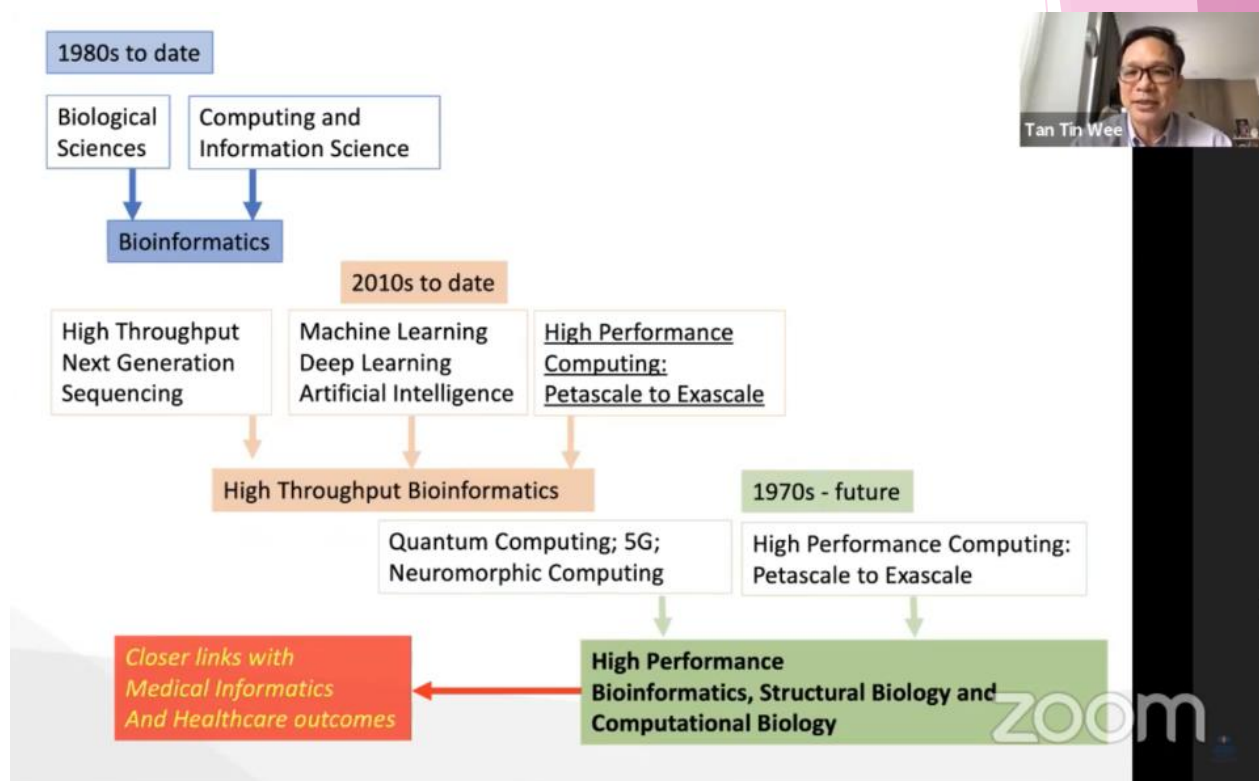 1980s to date
Biological
Sciences
Computing and
Information Science
Bioinformatics
2010s to date
High Throughput
Next Generation
Sequencing
Machine Learning
Deep Learning
Artificial Intelligence
High Performance
Computing:
Petascale to Exascale
High Throughput Bioinformatics
1970s - future
Quantum Computing; 5G;
Neuromorphic Computing
High Performance Computing:
Petascale to Exascale
Closer links with
Medical Informatics
And Healthcare outcomes
High Performance
Bioinformatics, Structural Biology and
Computational Biology
Tan Tin Wee
zoom